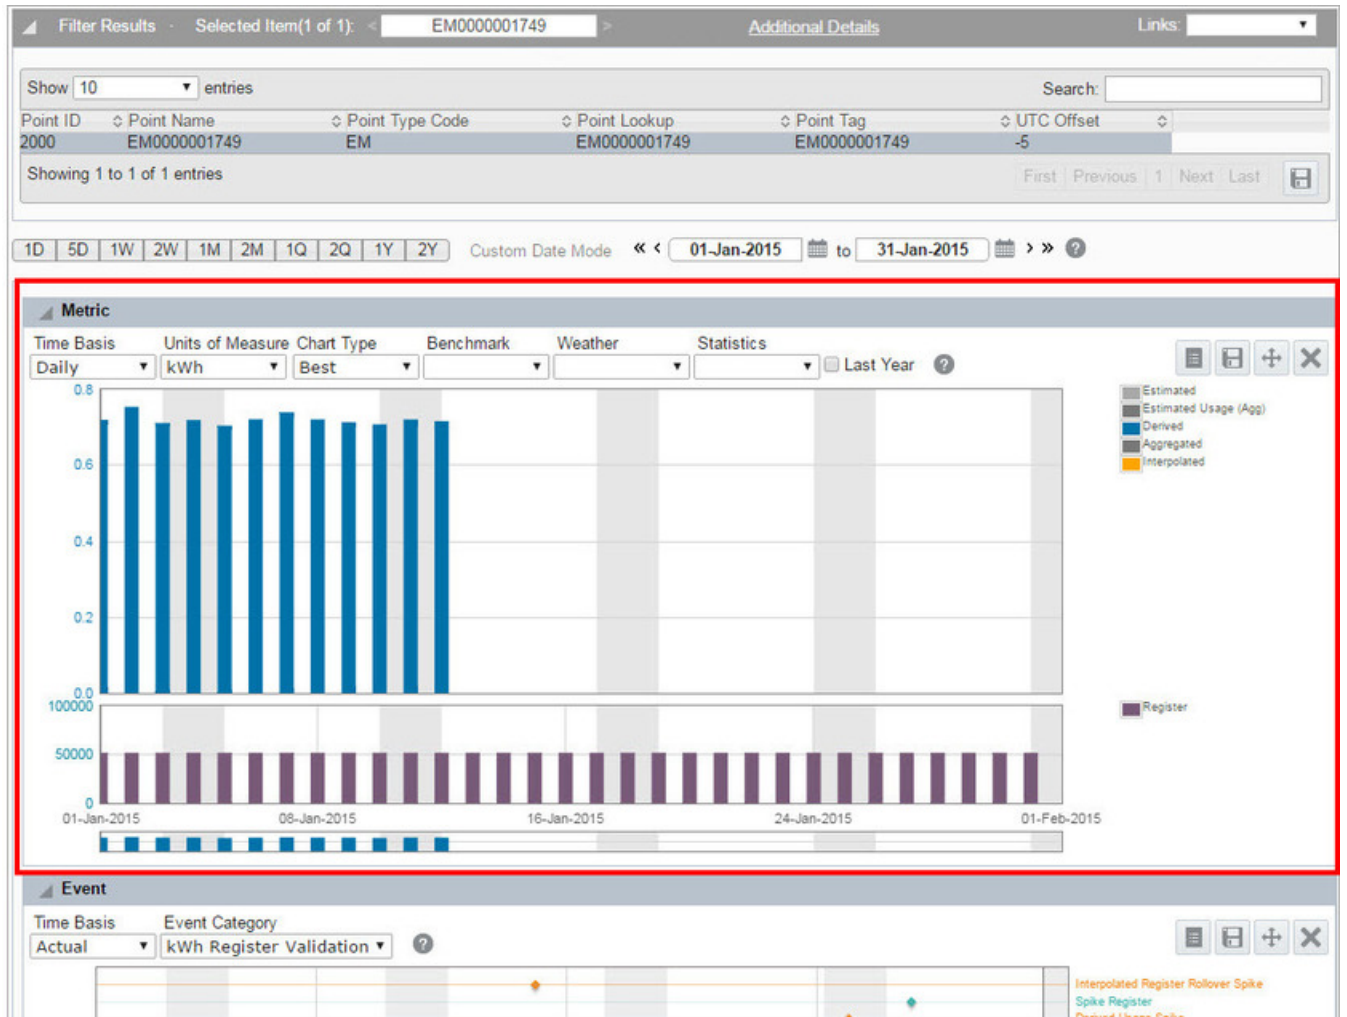 Filter Results - Selected Item(1 of 1): < EM0000001749 > Additional Details Links:
Show 10 entries Search:
Point ID Point Name Point Type Code Point Lookup Point Tag UTC Offset
2000 EM0000001749 EM EM0000001749 EM0000001749 -5
Showing 1 to 1 of 1 entries First Previous 1 Next Last
1D 5D 1W 2W 1M 2M 1Q 2Q 1Y 2Y Custom Date Mode « < 01-Jan-2015 to 31-Jan-2015 > » ?
Metric
Time Basis Units of Measure Chart Type Benchmark Weather Statistics
Daily kWh Best Last Year ?
0.8
0.6
0.4
0.2
0.0
Estimated
Estimated Usage (Agg)
Derived
Aggregated
Interpolated
100000
50000
0
Register
01-Jan-2015 08-Jan-2015 16-Jan-2015 24-Jan-2015 01-Feb-2015
Event
Time Basis Event Category
Actual kWh Register Validation ?
Interpolated Register Rollover Spike
Spike Register
Derived Usage Spike